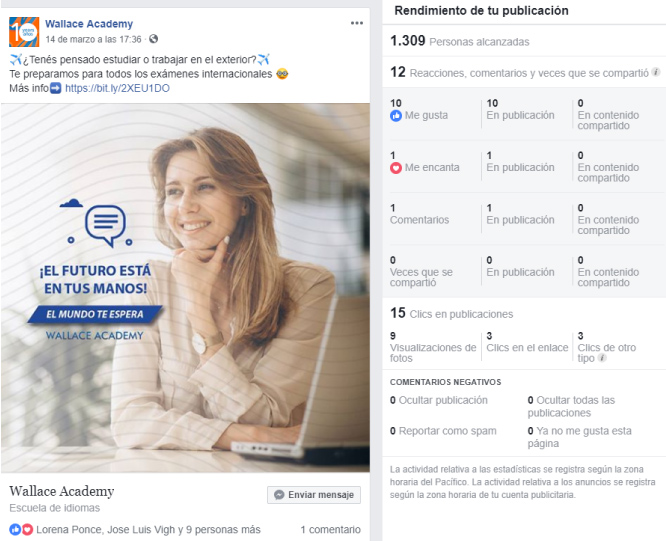 Wallace Academy
14 de marzo a las 17:36 ·
¿Tenés pensado estudiar o trabajar en el exterior?
Te preparamos para todos los exámenes internacionales
Más info https://bit.ly/2XEU1DO
¡EL FUTURO ESTÁ
EN TUS MANOS!
EL MUNDO TE ESPERA
WALLACE ACADEMY
Wallace Academy
Escuela de idiomas
Enviar mensaje
Lorena Ponce, Jose Luis Vigh y 9 personas más
1 comentario
Rendimiento de tu publicación
1.309 Personas alcanzadas
12 Reacciones, comentarios y veces que se compartió
10
Me gusta
10
En publicación
0
En contenido
compartido
1
Me encanta
1
En publicación
0
En contenido
compartido
1
Comentarios
1
En publicación
0
En contenido
compartido
0
Veces que se
compartió
0
En publicación
0
En contenido
compartido
15 Clics en publicaciones
9
Visualizaciones de
fotos
3
Clics en el enlace
3
Clics de otro
tipo
COMENTARIOS NEGATIVOS
0 Ocultar publicación
0 Ocultar todas las
publicaciones
0 Reportar como spam
0 Ya no me gusta esta
página
La actividad relativa a las estadísticas se registra según la zona
horaria del Pacífico. La actividad relativa a los anuncios se registra
según la zona horaria de tu cuenta publicitaria.